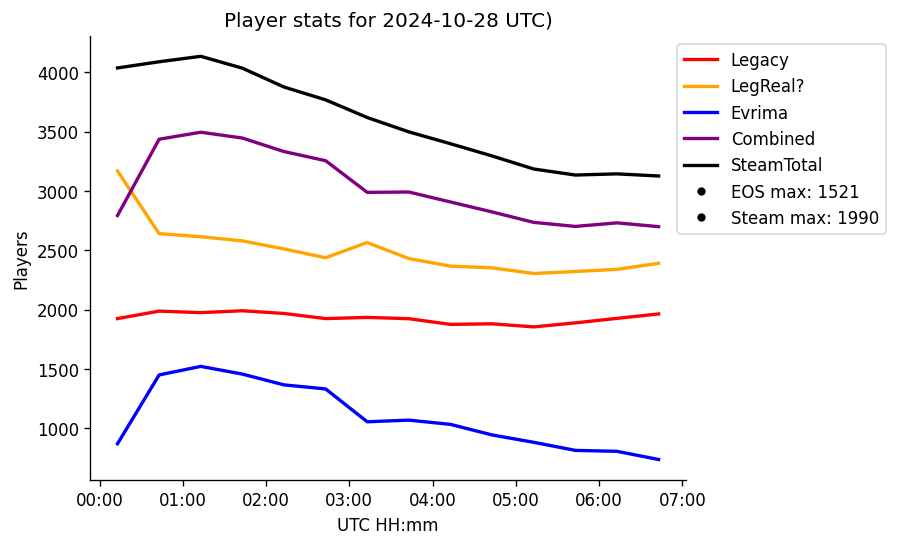 Player stats for 2024-10-28 UTC)
Legacy
LegReal?
Evrima
Combined
SteamTotal
EOS max: 1521
Steam max: 1990
Players
4000
3500
3000
2500
2000
1500
1000
00:00 01:00 02:00 03:00 04:00 05:00 06:00 07:00
UTC HH:mm